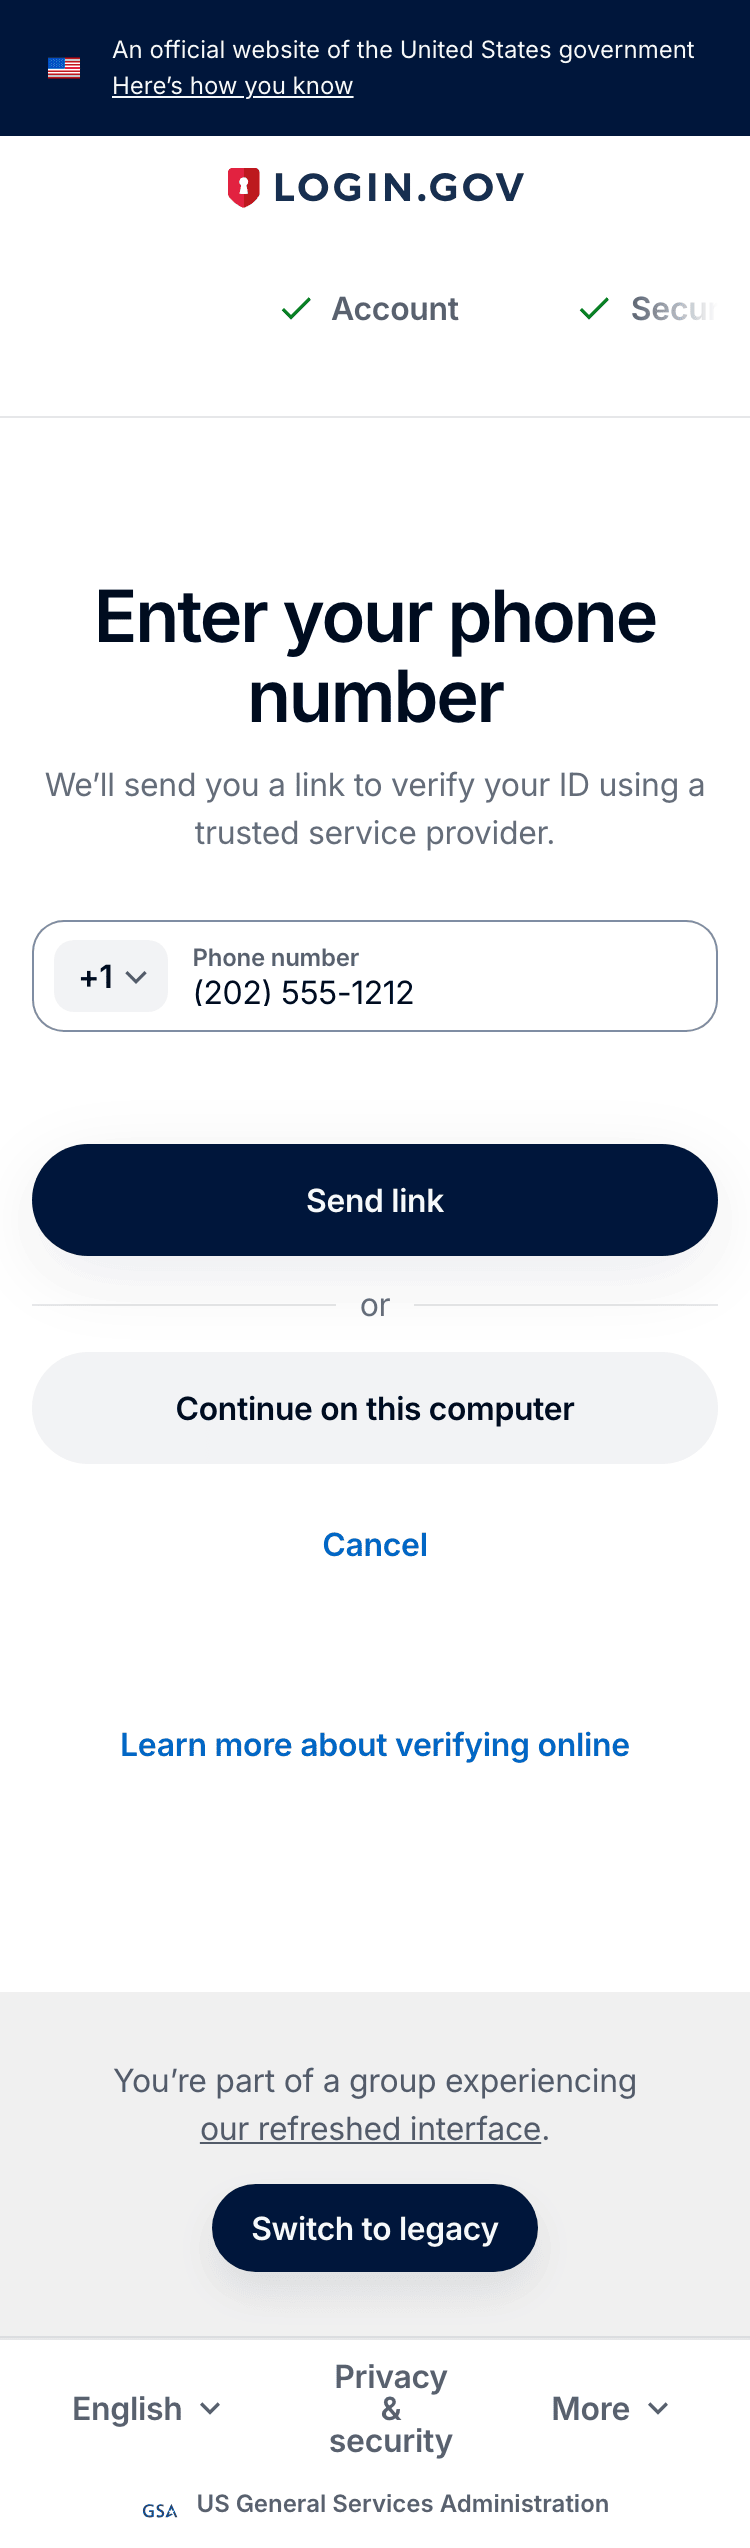 An official website of the United States government
Here’s how you know
LOGIN.GOV
Account
Secur
Enter your phone
number
We’ll send you a link to verify your ID using a
trusted service provider.
Phone number
+1
(202) 555-1212
Send link
or
Continue on this computer
Cancel
Learn more about verifying online
You’re part of a group experiencing
our refreshed interface.
Switch to legacy
English
Privacy
&
security
More
GSA US General Services Administration